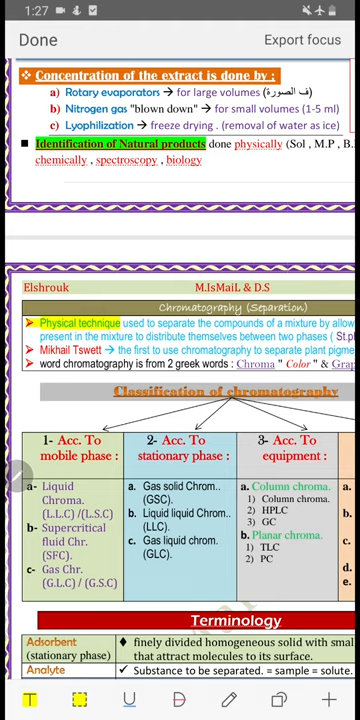 1:27
Done
Export focus
❖ Concentration of the extract is done by :
a) Rotary evaporators → for large volumes (ف الصورة)
b) Nitrogen gas "blown down" → for small volumes (1-5 ml)
c) Lyophilization → freeze drying . (removal of water as ice)
■ Identification of Natural products done physically (Sol , M.P , B.
chemically , spectroscopy , biology
Elshrouk M.IsMaiL & D.S
Chromatography (Separation)
➤ Physical technique used to separate the compounds of a mixture by allow
present in the mixture to distribute themselves between two phases ( St.p
➤ Mikhail Tswett → the first to use chromatography to separate plant pigme
➤ word chromatography is from 2 greek words : Chroma " Color " & Grap
Classification of chromatography
1- Acc. To
mobile phase :
a- Liquid
Chroma.
(L.L.C) /(L.S.C)
b- Supercritical
fluid Chr.
(SFC).
c- Gas Chr.
(G.L.C) / (G.S.C)
2- Acc. To
stationary phase :
a. Gas solid Chrom..
(GSC).
b. Liquid liquid Chrom..
(LLC).
c. Gas liquid chrom.
(GLC).
3- Acc. To
equipment :
a. Column chroma.
1) Column chroma.
2) HPLC
3) GC
b. Planar chroma.
1) TLC
2) PC
a.
b.
c.
d.
e.
Terminology
Adsorbent
(stationary phase)
♦ finely divided homogeneous solid with smal
that attract molecules to its surface.
Analyte
✓ Substance to be separated. = sample = solute.